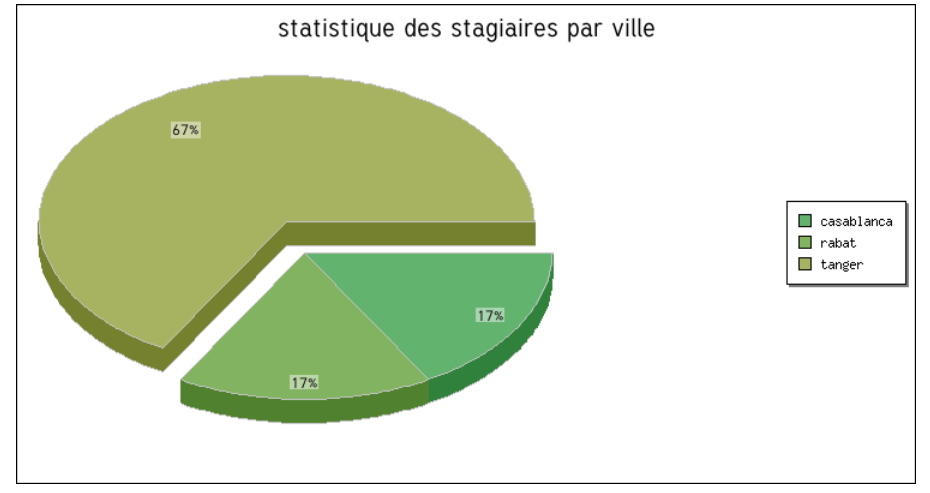 statistique des stagiaires par ville
67%
casablanca
rabat
tanger
17%
17%